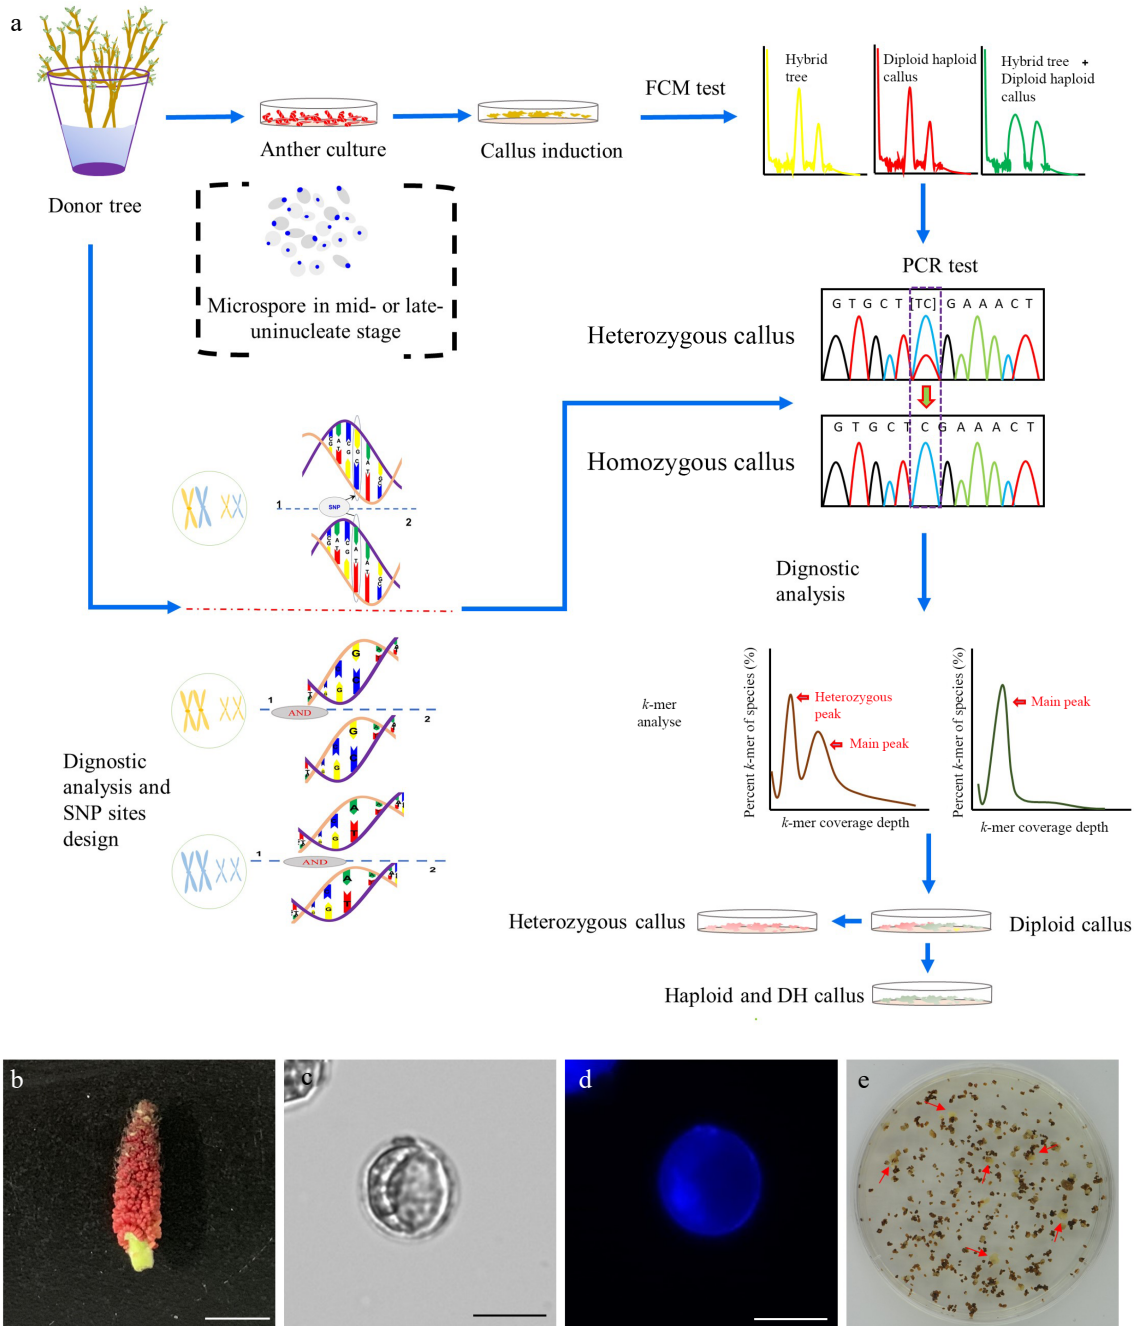 a
Donor tree
Anther culture
Callus induction
FCM test
Hybrid
tree
Diploid haploid
callus
Hybrid tree +
Diploid haploid
callus
Microspore in mid- or late-
uninucleate stage
PCR test
Heterozygous callus
G T G C T [TC] G A A A C T
Homozygous callus
G T G C T C G A A A C T
1
SNP
2
Dignostic
analysis
1
AND
2
Dignostic
analysis and
SNP sites
design
1
AND
2
k-mer
analyse
Percent k-mer of species (%)
Heterozygous
peak
Main peak
k-mer coverage depth
Percent k-mer of species (%)
Main peak
k-mer coverage depth
Heterozygous callus
Diploid callus
Haploid and DH callus
b
c
d
e